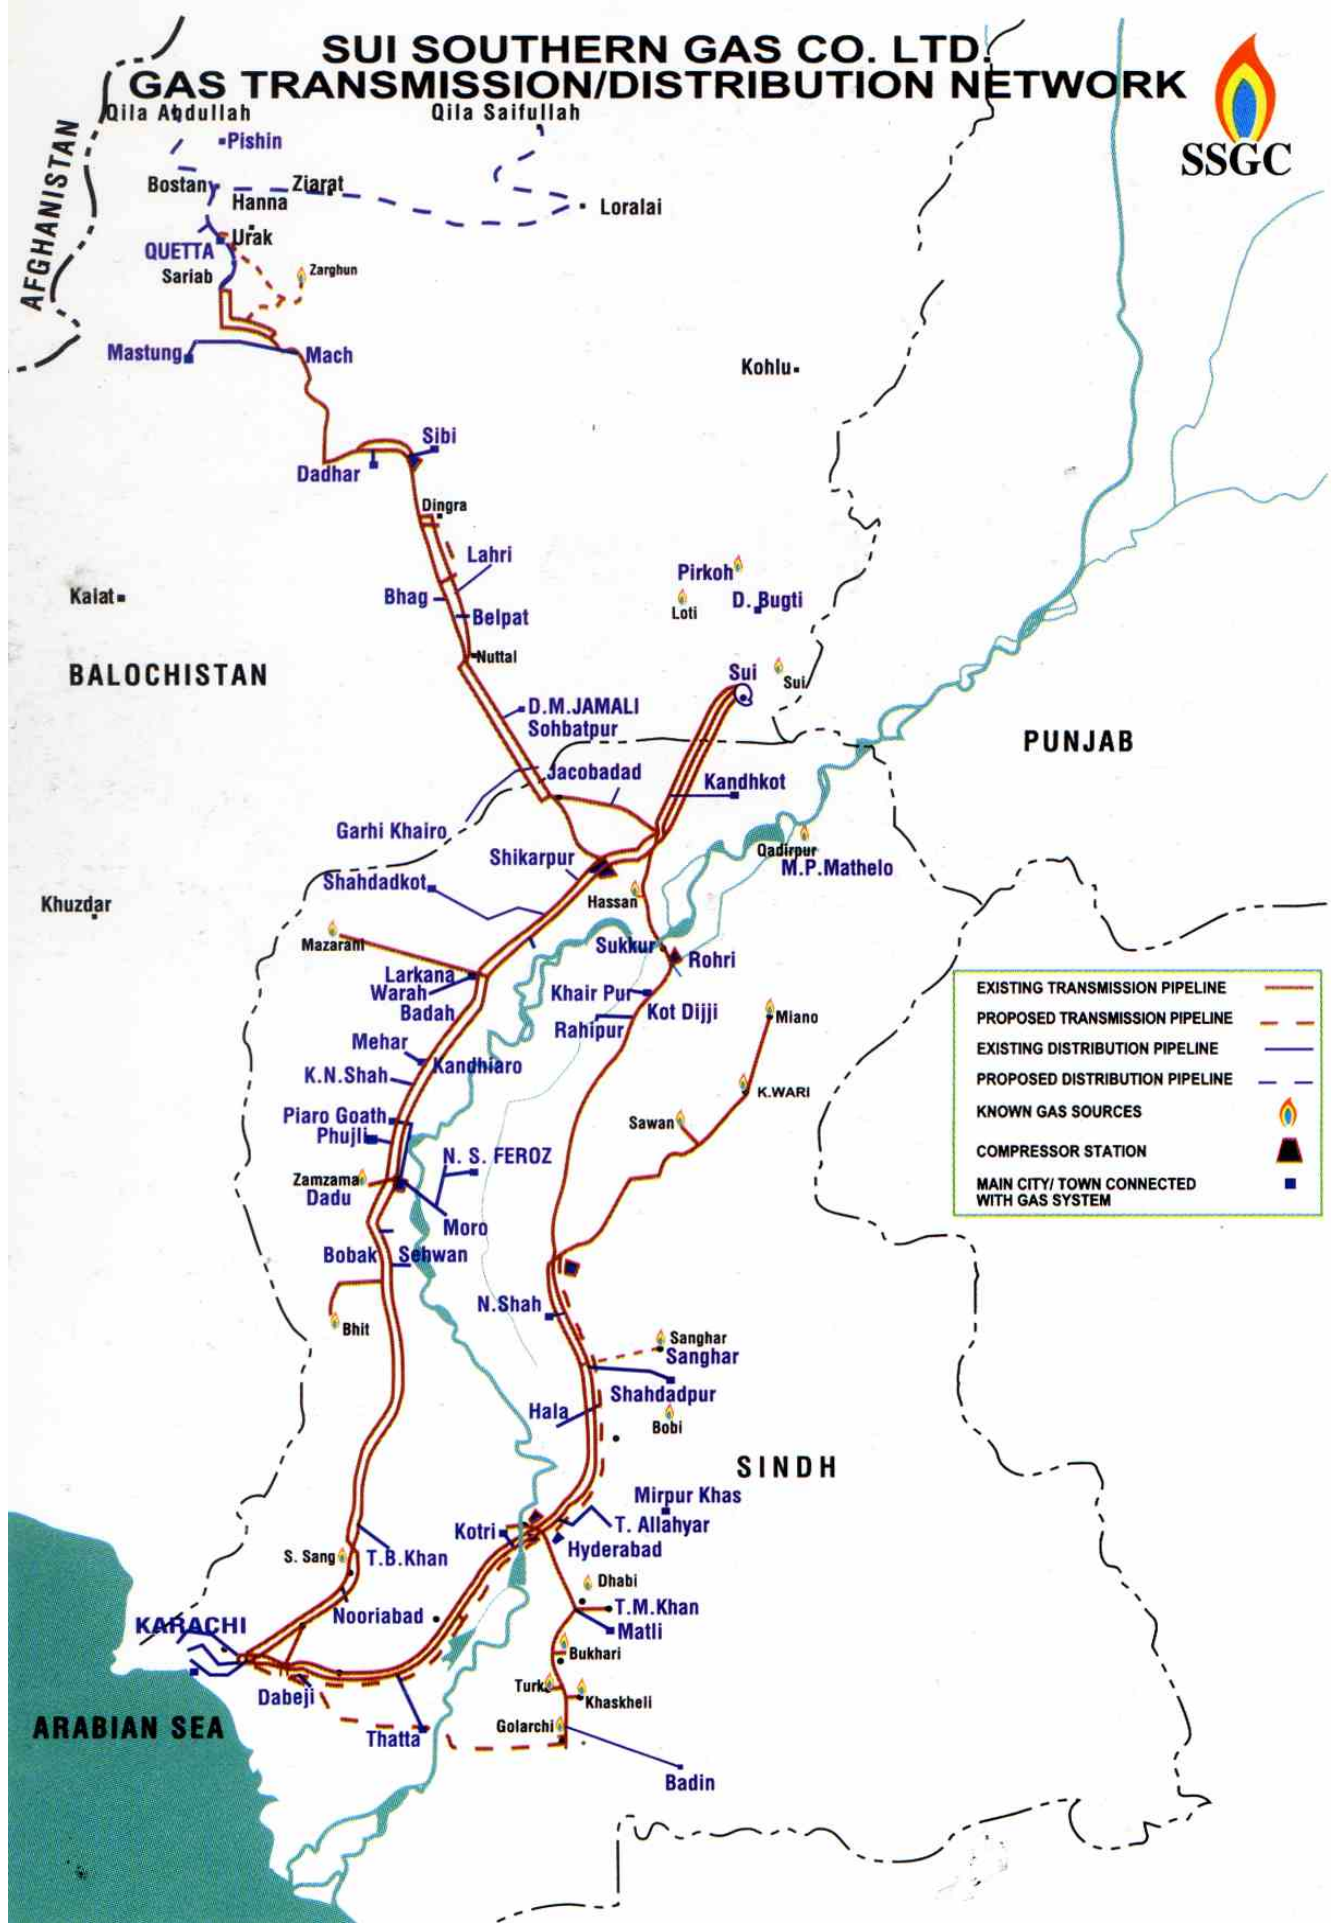 SUI SOUTHERN GAS CO. LTD.
GAS TRANSMISSION/DISTRIBUTION NETWORK
SSGC
Qila Abdullah
Qila Saifullah
AFGHANISTAN
Pishin
Bostan
Ziarat
Hanna
Loralai
Urak
QUETTA
Sariab
Zarghun
Mastung
Mach
Kohlu
Sibi
Dadhar
Dingra
Lahri
Pirkoh
Kalat
Bhag
Loti
D. Bugti
Belpat
Nuttal
BALOCHISTAN
Sui
Sui
D.M.JAMALI
Sohbatpur
PUNJAB
Jacobadad
Kandhkot
Garhi Khairo
Qadirpur
Shikarpur
M.P.Mathelo
Shahdadkot
Hassan
Khuzdar
Mazarani
Sukkur
Rohri
Larkana
Warah
Badah
Khair Pur
Kot Dijji
Rahipur
Miano
Mehar
Kandhiaro
K.N.Shah
K.WARI
Piaro Goath
Phujli
Sawan
N. S. FEROZ
Zamzama
Dadu
Moro
Bobak
Sehwan
N.Shah
Bhit
Sanghar
Sanghar
Shahdadpur
Hala
Bobi
SINDH
Mirpur Khas
T. Allahyar
Kotri
Hyderabad
S. Sang
T.B.Khan
Dhabi
T.M.Khan
Nooriabad
Matli
KARACHI
Bukhari
Turk
Khaskheli
Dabeji
Golarchi
ARABIAN SEA
Thatta
Badin
EXISTING TRANSMISSION PIPELINE
PROPOSED TRANSMISSION PIPELINE
EXISTING DISTRIBUTION PIPELINE
PROPOSED DISTRIBUTION PIPELINE
KNOWN GAS SOURCES
COMPRESSOR STATION
MAIN CITY/ TOWN CONNECTED
WITH GAS SYSTEM